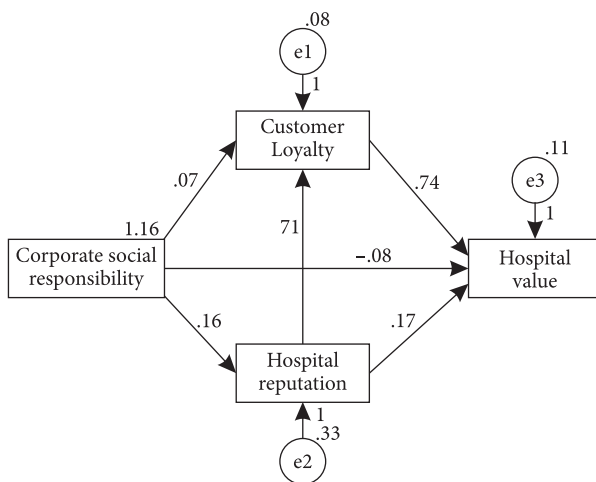 .08
e1
1
Customer
Loyalty
.11
e3
.07
.74
1
1.16
71
Corporate social
responsibility
–.08
Hospital
value
.16
.17
Hospital
reputation
1
.33
e2